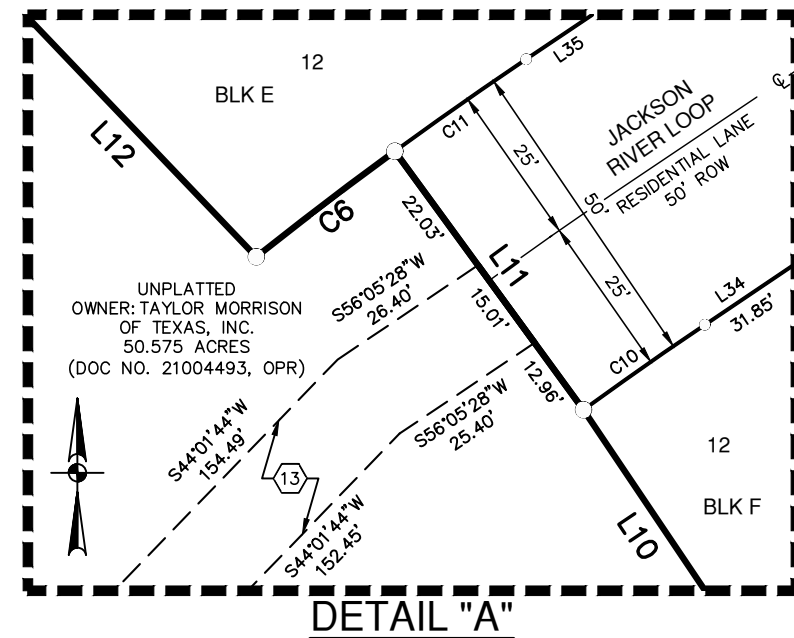 12
BLK E
L35
L12
C11
JACKSON
RIVER LOOP
RESIDENTIAL LANE
50' ROW
25'
50'
C6
22.03'
L11
UNPLATTED
OWNER: TAYLOR MORRISON
OF TEXAS, INC.
50.575 ACRES
(DOC NO. 21004493, OPR)
S56°05'28"W
26.40'
15.01'
25'
L34
31.85'
C10
12.96'
S56°05'28"W
25.40'
S44°01'44"W
154.49'
13
S44°01'44"W
152.45'
12
BLK F
L10
DETAIL "A"